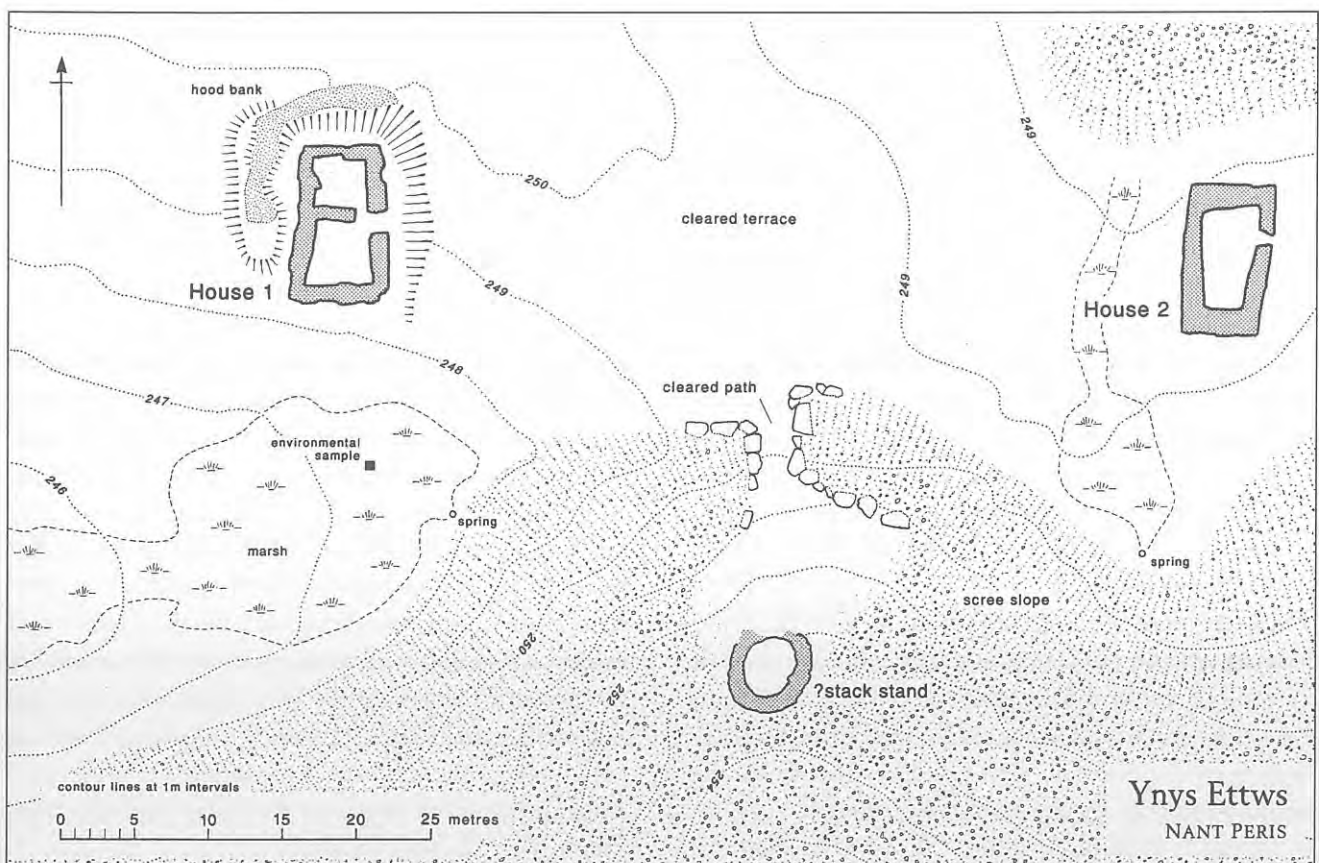 hood bank
250
249
249
cleared terrace
House 1
249
House 2
248
cleared path
247
environmental
sample
246
spring
marsh
spring
scree slope
250
252
?stack stand
254
contour lines at 1m intervals
0 5 10 15 20 25 metres
Ynys Ettws
NANT PERIS